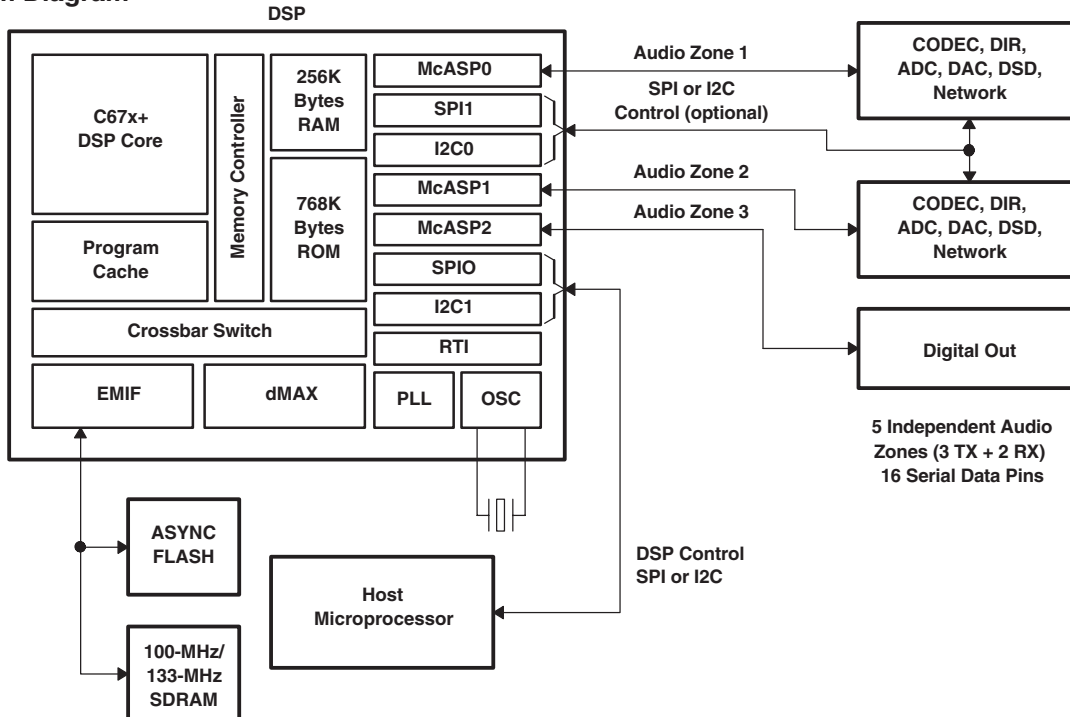 DSP
C67x+
DSP Core
Program
Cache
Memory Controller
256K
Bytes
RAM
768K
Bytes
ROM
Crossbar Switch
EMIF
dMAX
McASP0
SPI1
I2C0
McASP1
McASP2
SPIO
I2C1
RTI
PLL
OSC
Audio Zone 1
SPI or I2C
Control (optional)
Audio Zone 2
Audio Zone 3
CODEC, DIR,
ADC, DAC, DSD,
Network
CODEC, DIR,
ADC, DAC, DSD,
Network
Digital Out
5 Independent Audio
Zones (3 TX + 2 RX)
16 Serial Data Pins
ASYNC
FLASH
100-MHz/
133-MHz
SDRAM
Host
Microprocessor
DSP Control
SPI or I2C